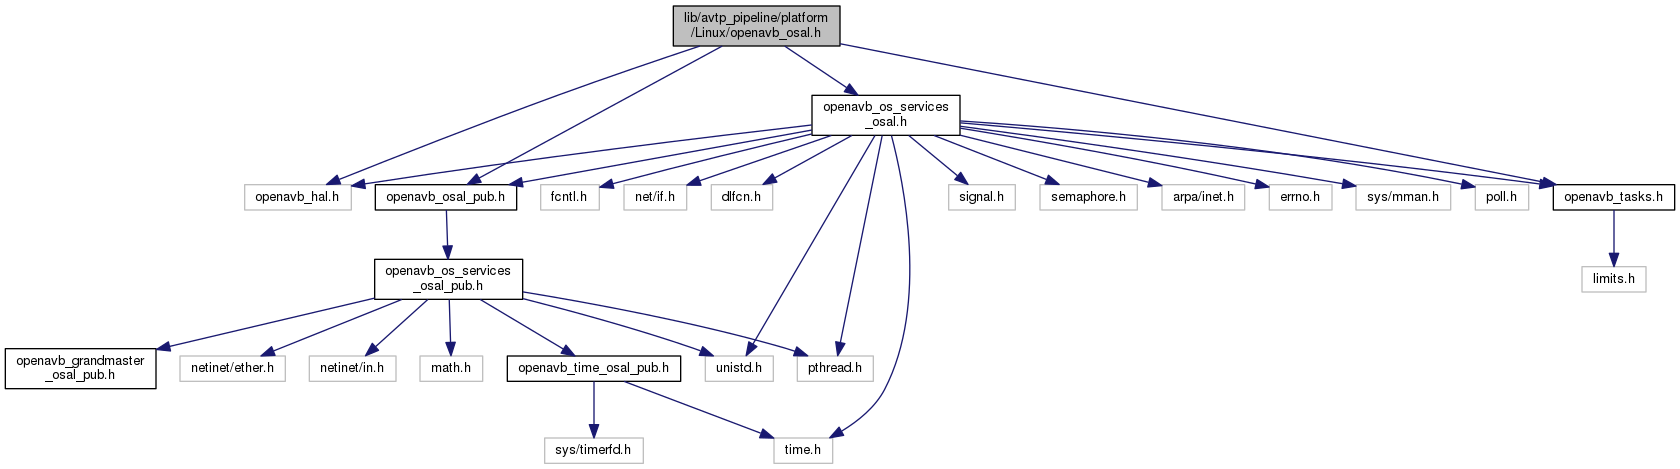 lib/avtp_pipeline/platform
/Linux/openavb_osal.h
openavb_os_services
_osal.h
openavb_hal.h
openavb_osal_pub.h
fcntl.h
net/if.h
dlfcn.h
signal.h
semaphore.h
arpa/inet.h
errno.h
sys/mman.h
poll.h
openavb_tasks.h
openavb_os_services
_osal_pub.h
limits.h
openavb_grandmaster
_osal_pub.h
netinet/ether.h
netinet/in.h
math.h
openavb_time_osal_pub.h
unistd.h
pthread.h
sys/timerfd.h
time.h